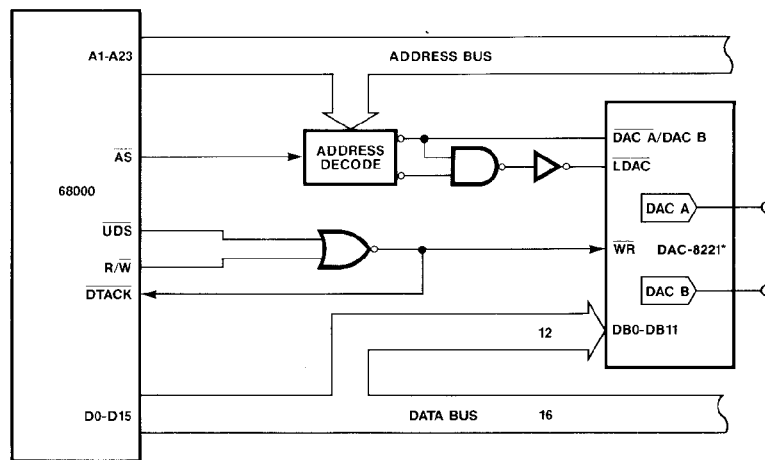 A1-A23
ADDRESS BUS
AS
ADDRESS
DECODE
DAC A/DAC B
LDAC
68000
DAC A
UDS
R/W
WR
DAC-8221*
DTACK
DAC B
12
DB0-DB11
D0-D15
DATA BUS
16